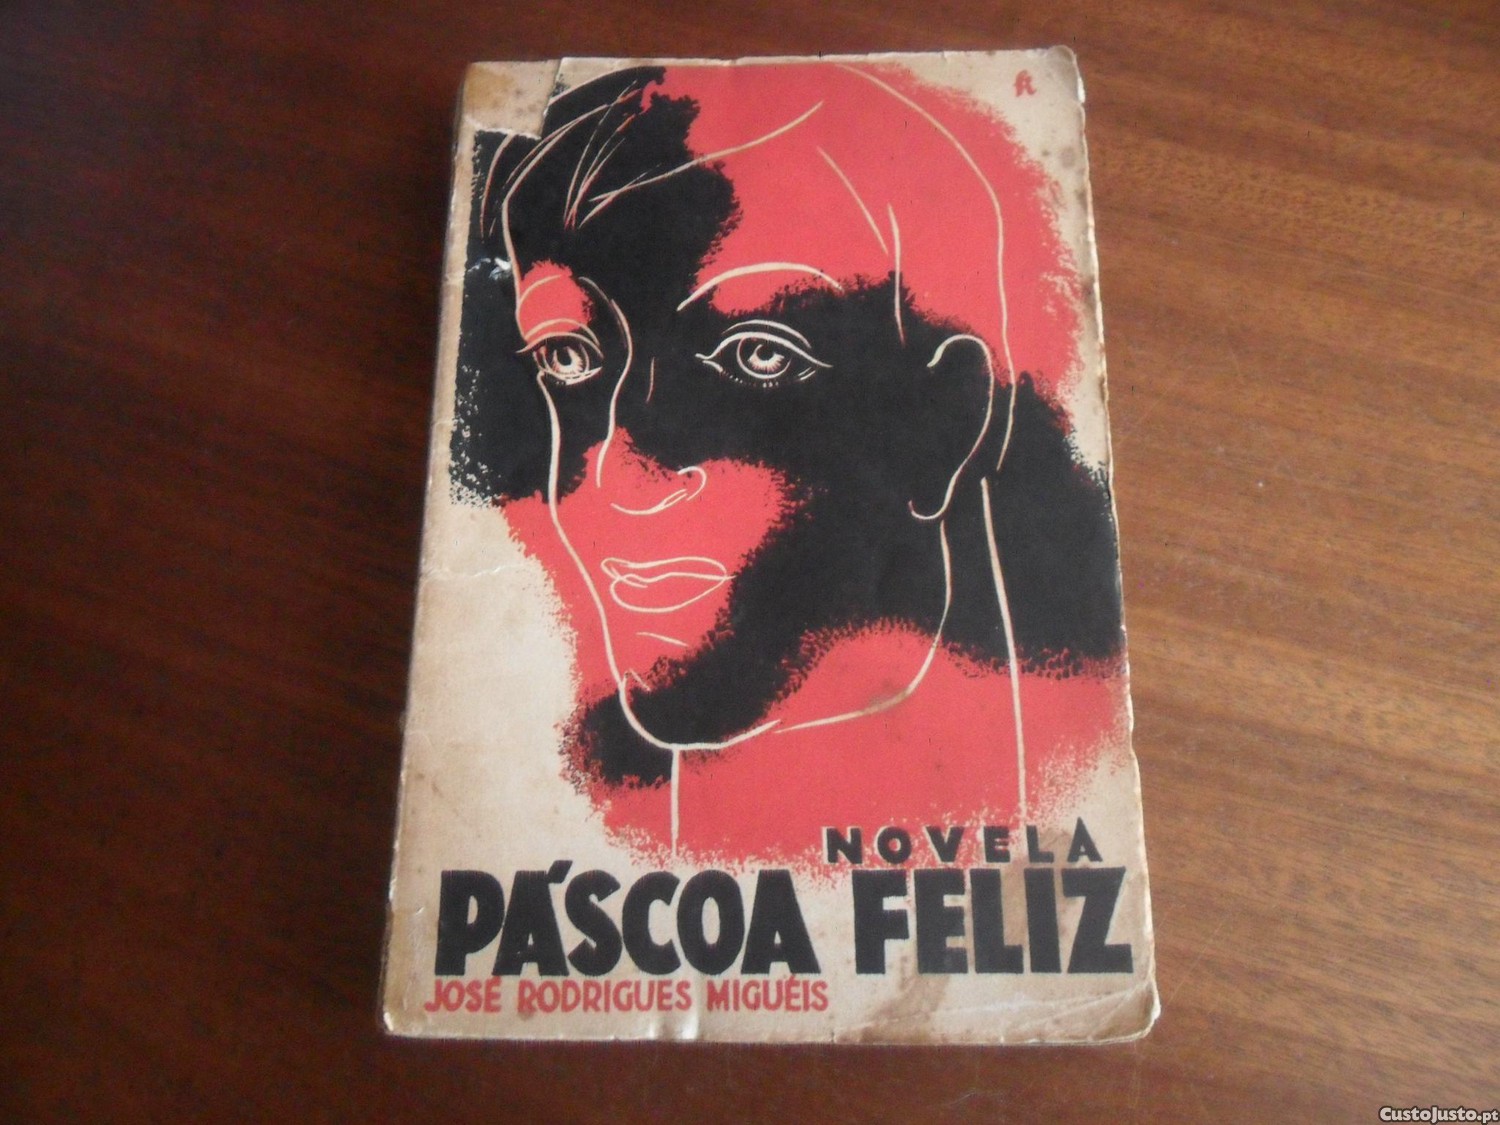 k
NOVELA
PÁSCOA FELIZ
JOSÉ RODRIGUES MIGUÉIS
CustoJusto.pt